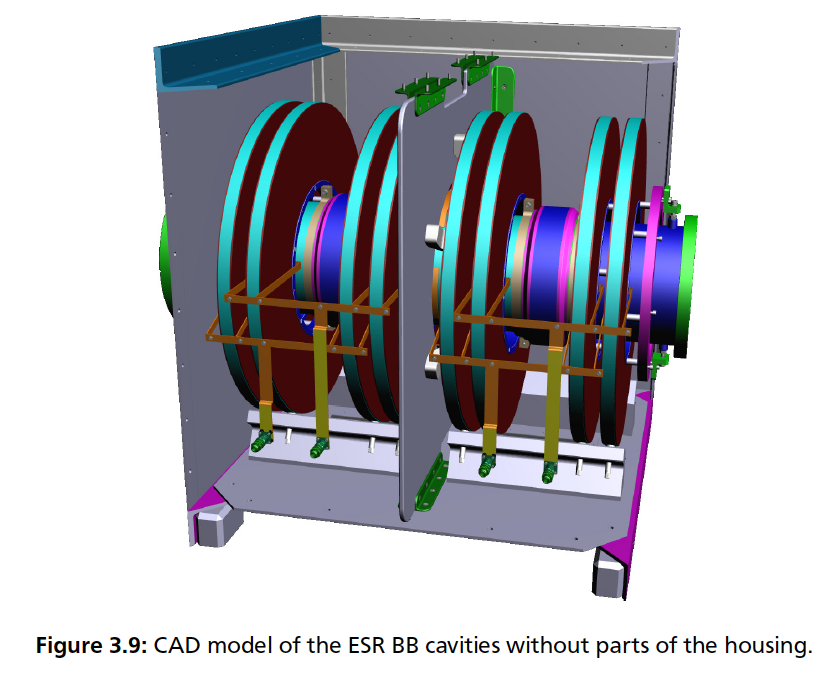 Figure 3.9: CAD model of the ESR BB cavities without parts of the housing.